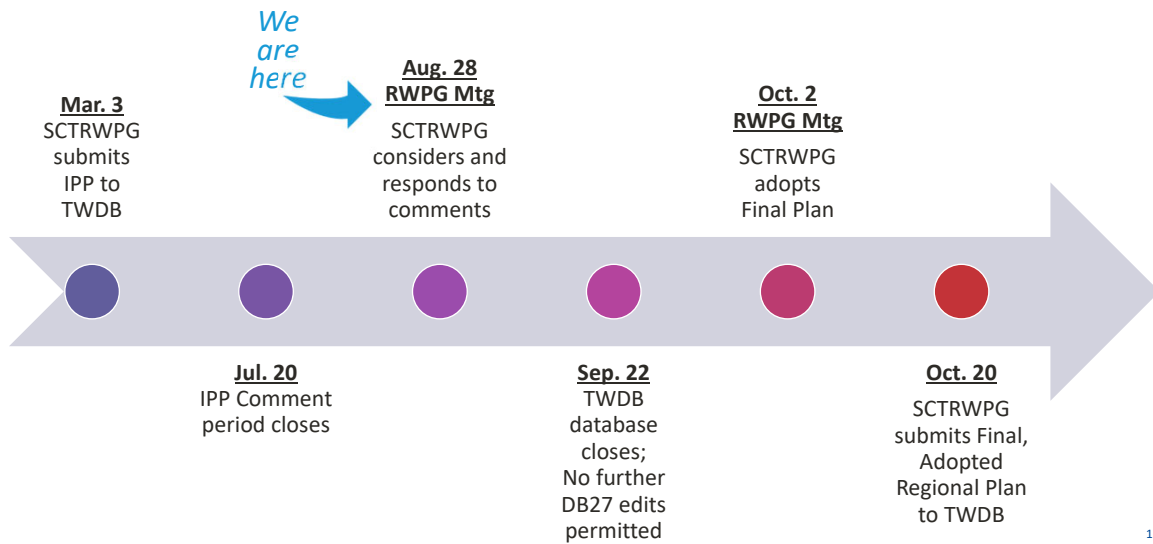 We
are
here
Mar. 3
SCTRWPG
submits
IPP to
TWDB
Jul. 20
IPP Comment
period closes
Aug. 28
RWPG Mtg
SCTRWPG
considers and
responds to
comments
Sep. 22
TWDB
database
closes;
No further
DB27 edits
permitted
Oct. 2
RWPG Mtg
SCTRWPG
adopts
Final Plan
Oct. 20
SCTRWPG
submits Final,
Adopted
Regional Plan
to TWDB
1